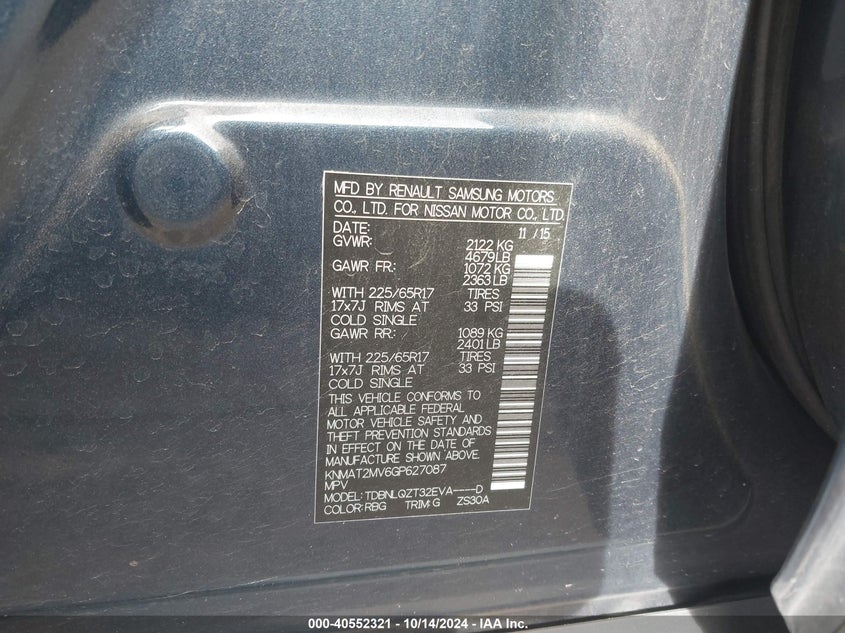 MFD BY RENAULT SAMSUNG MOTORS
CO., LTD. FOR NISSAN MOTOR CO., LTD.
DATE: 11 / 15
GVWR: 2122 KG
4679 LB
GAWR FR: 1072 KG
2363 LB
WITH 225/65R17 TIRES
17x7J RIMS AT 33 PSI
COLD SINGLE
GAWR RR: 1089 KG
2401 LB
WITH 225/65R17 TIRES
17x7J RIMS AT 33 PSI
COLD SINGLE
THIS VEHICLE CONFORMS TO
ALL APPLICABLE FEDERAL
MOTOR VEHICLE SAFETY AND
THEFT PREVENTION STANDARDS
IN EFFECT ON THE DATE OF
MANUFACTURE SHOWN ABOVE.
KNMAT2MV6GP627087
MPV
MODEL: TDBNLQZT32EVA----D
COLOR: RBG TRIM: G ZS30A
000-40552321 - 10/14/2024 - IAA Inc.